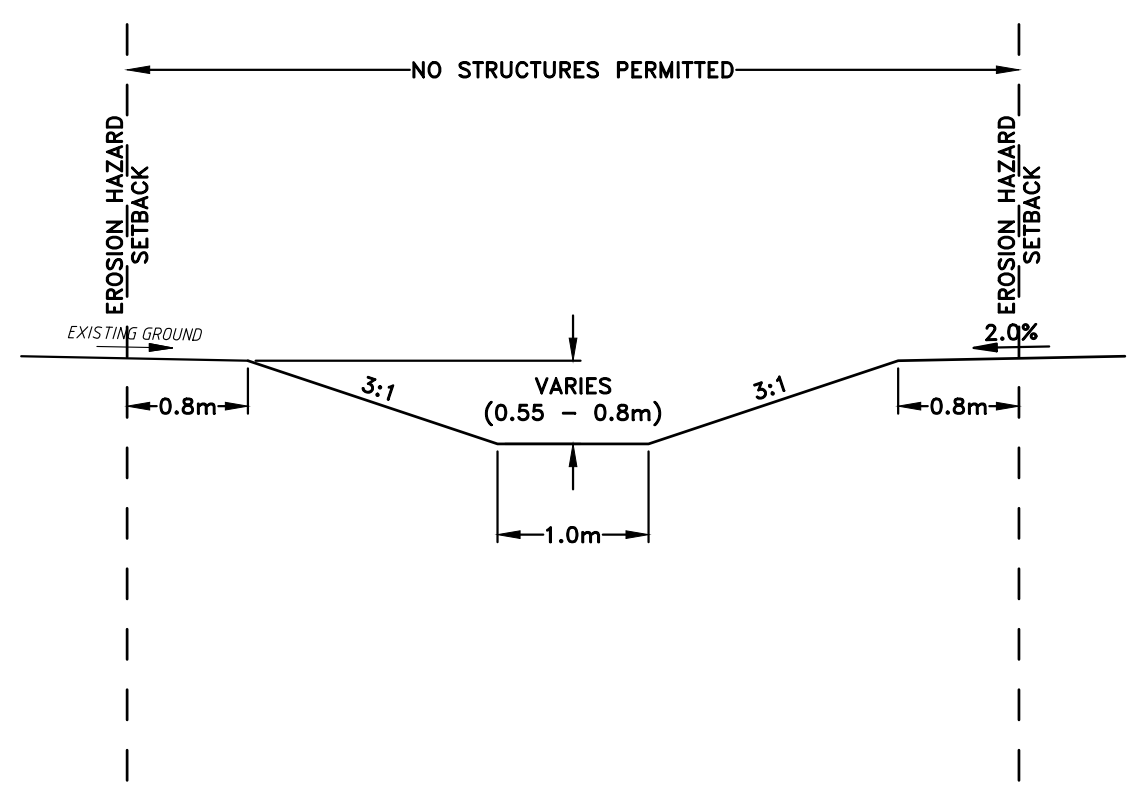 NO STRUCTURES PERMITTED
EROSION HAZARD
SETBACK
EROSION HAZARD
SETBACK
EXISTING GROUND
2.0%
3:1
VARIES
(0.55 - 0.8m)
3:1
0.8m
0.8m
1.0m